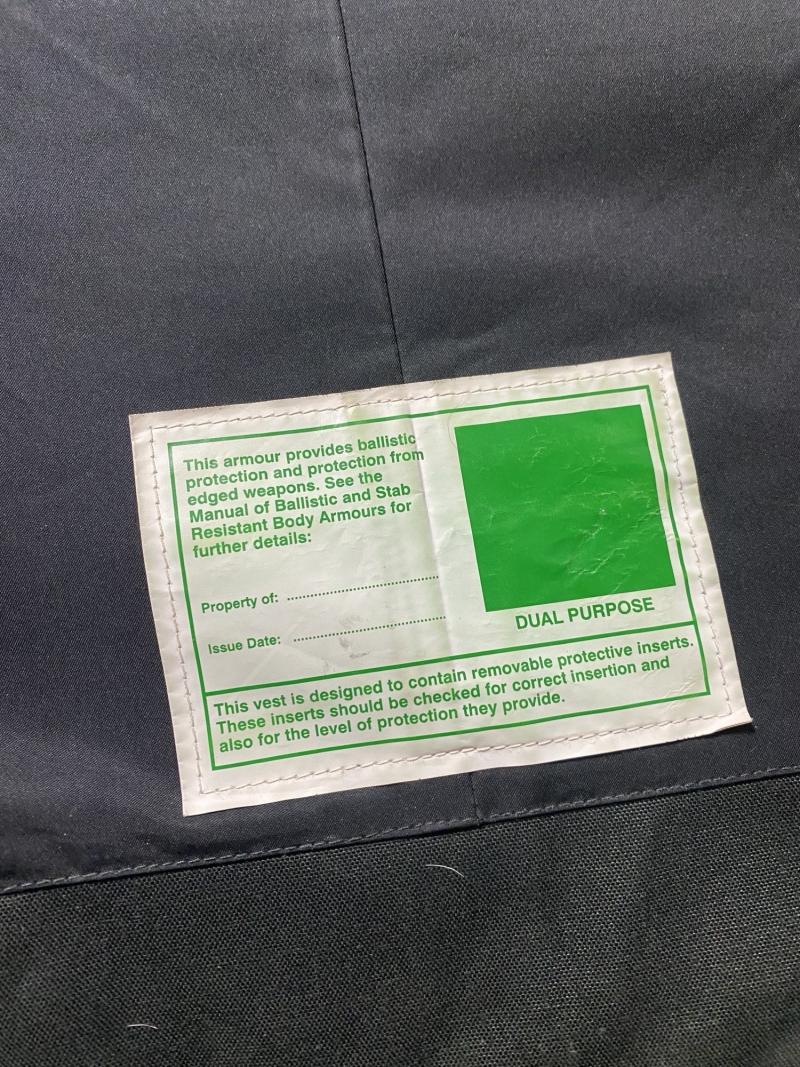 This armour provides ballistic
protection and protection from
edged weapons. See the
Manual of Ballistic and Stab
Resistant Body Armours for
further details:
Property of: ........................................
Issue Date: ........................................
DUAL PURPOSE
This vest is designed to contain removable protective inserts.
These inserts should be checked for correct insertion and
also for the level of protection they provide.